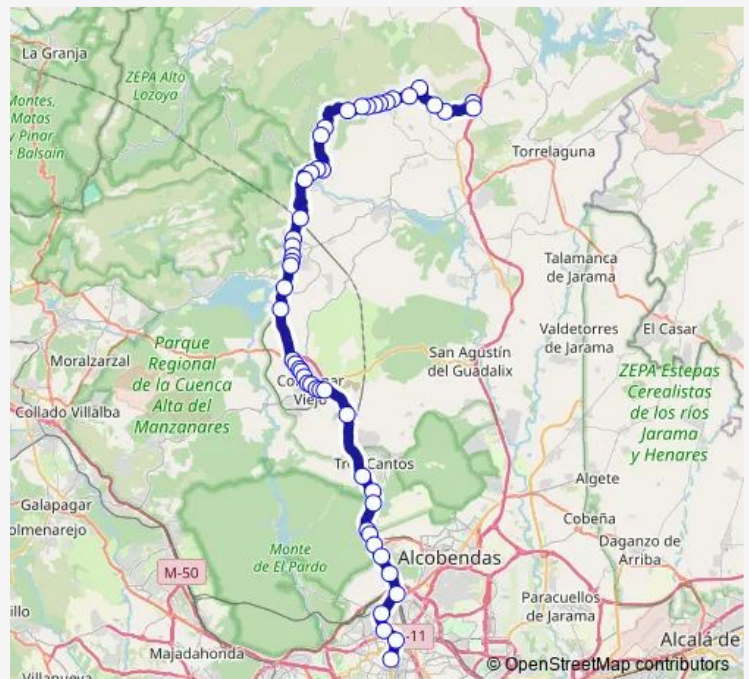 La Granja
ZEPA Alto
Lozoya
Montes,
Matas
y Pinar
e Balsaín
Torrelaguna
Talamanca
de Jarama
Valdetorres
de Jarama
El Casar
Parque
Regional
de la Cuenca
Alta del
Manzanares
Moralzarzal
San Agustín
del Guadalix
ZEPA Estepas
Cerealistas
de los ríos
Jarama
y Henares
Collado Villalba
Viejo
Cantos
Galapagar
olmenarejo
Algete
Cobeña
Daganzo de
Arriba
Monte
de El Pardo
Alcobendas
M-50
Paracuellos
de Jarama
illo
-11
Majadahonda
Alcalá de
Villanueva
© OpenStreetMap contributors